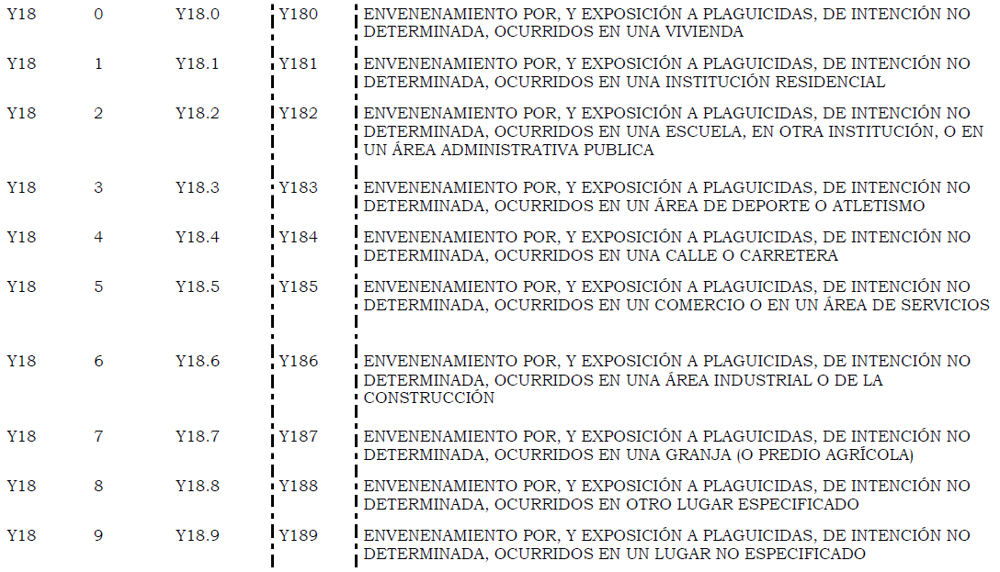 Y18 0 Y18.0 Y180 ENVENENAMIENTO POR, Y EXPOSICIÓN A PLAGUICIDAS, DE INTENCIÓN NO
DETERMINADA, OCURRIDOS EN UNA VIVIENDA
Y18 1 Y18.1 Y181 ENVENENAMIENTO POR, Y EXPOSICIÓN A PLAGUICIDAS, DE INTENCIÓN NO
DETERMINADA, OCURRIDOS EN UNA INSTITUCIÓN RESIDENCIAL
Y18 2 Y18.2 Y182 ENVENENAMIENTO POR, Y EXPOSICIÓN A PLAGUICIDAS, DE INTENCIÓN NO
DETERMINADA, OCURRIDOS EN UNA ESCUELA, EN OTRA INSTITUCIÓN, O EN
UN ÁREA ADMINISTRATIVA PUBLICA
Y18 3 Y18.3 Y183 ENVENENAMIENTO POR, Y EXPOSICIÓN A PLAGUICIDAS, DE INTENCIÓN NO
DETERMINADA, OCURRIDOS EN UN ÁREA DE DEPORTE O ATLETISMO
Y18 4 Y18.4 Y184 ENVENENAMIENTO POR, Y EXPOSICIÓN A PLAGUICIDAS, DE INTENCIÓN NO
DETERMINADA, OCURRIDOS EN UNA CALLE O CARRETERA
Y18 5 Y18.5 Y185 ENVENENAMIENTO POR, Y EXPOSICIÓN A PLAGUICIDAS, DE INTENCIÓN NO
DETERMINADA, OCURRIDOS EN UN COMERCIO O EN UN ÁREA DE SERVICIOS
Y18 6 Y18.6 Y186 ENVENENAMIENTO POR, Y EXPOSICIÓN A PLAGUICIDAS, DE INTENCIÓN NO
DETERMINADA, OCURRIDOS EN UNA ÁREA INDUSTRIAL O DE LA
CONSTRUCCIÓN
Y18 7 Y18.7 Y187 ENVENENAMIENTO POR, Y EXPOSICIÓN A PLAGUICIDAS, DE INTENCIÓN NO
DETERMINADA, OCURRIDOS EN UNA GRANJA (O PREDIO AGRÍCOLA)
Y18 8 Y18.8 Y188 ENVENENAMIENTO POR, Y EXPOSICIÓN A PLAGUICIDAS, DE INTENCIÓN NO
DETERMINADA, OCURRIDOS EN OTRO LUGAR ESPECIFICADO
Y18 9 Y18.9 Y189 ENVENENAMIENTO POR, Y EXPOSICIÓN A PLAGUICIDAS, DE INTENCIÓN NO
DETERMINADA, OCURRIDOS EN UN LUGAR NO ESPECIFICADO